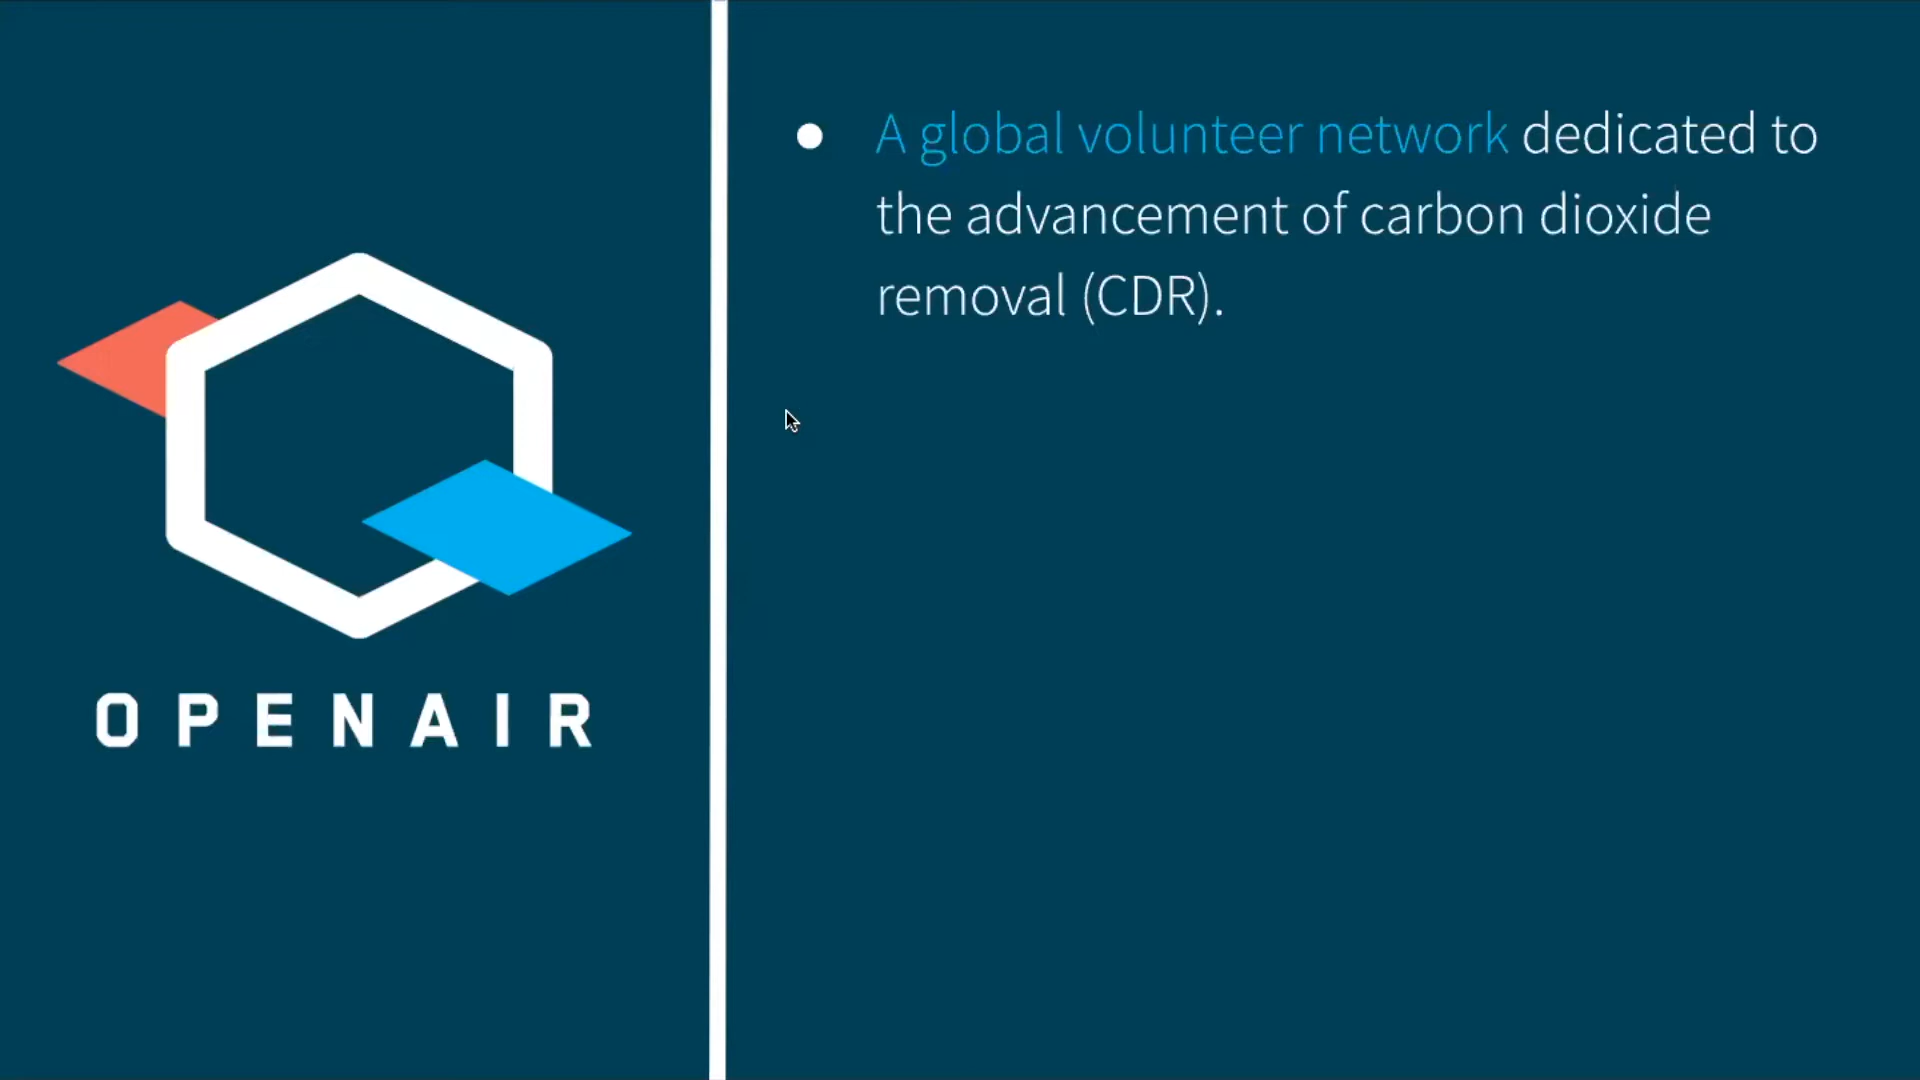 OPENAIR
● A global volunteer network dedicated to
the advancement of carbon dioxide
removal (CDR).